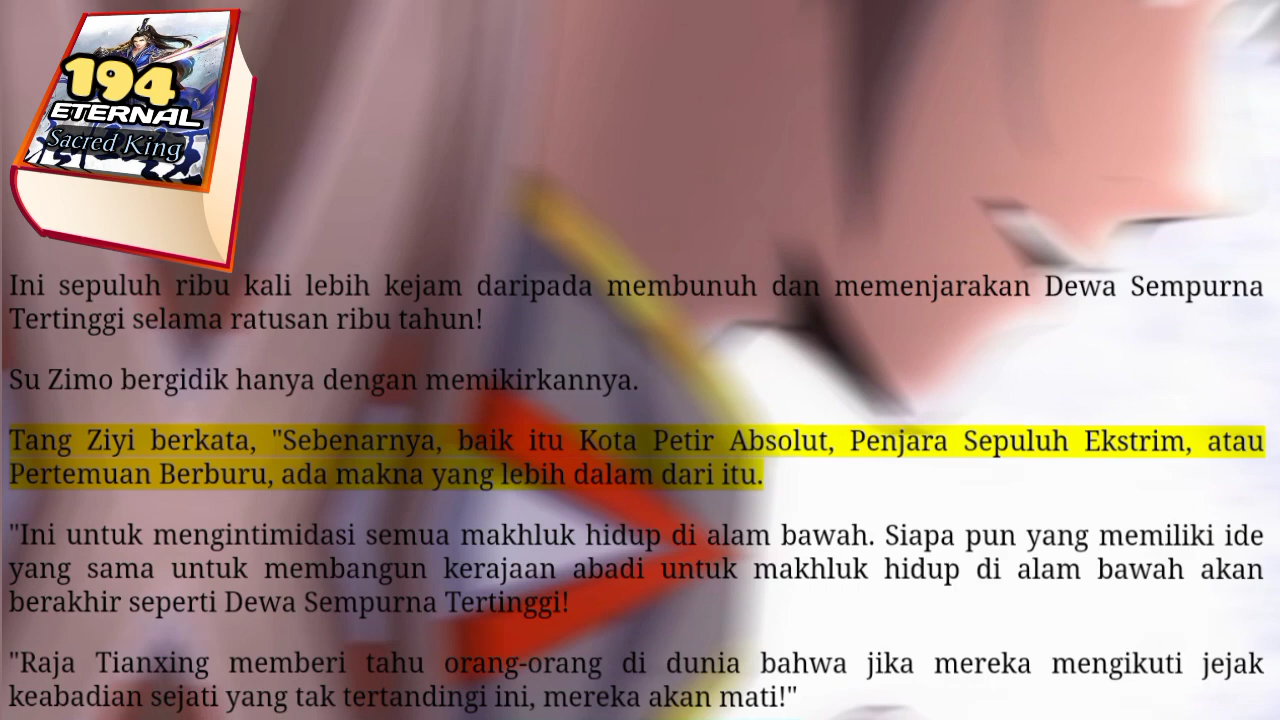 194
ETERNAL
Sacred King
Ini sepuluh ribu kali lebih kejam daripada membunuh dan memenjarakan Dewa Sempurna
Tertinggi selama ratusan ribu tahun!
Su Zimo bergidik hanya dengan memikirkannya.
Tang Ziyi berkata, "Sebenarnya, baik itu Kota Petir Absolut, Penjara Sepuluh Ekstrim, atau
Pertemuan Berburu, ada makna yang lebih dalam dari itu.
"Ini untuk mengintimidasi semua makhluk hidup di alam bawah. Siapa pun yang memiliki ide
yang sama untuk membangun kerajaan abadi untuk makhluk hidup di alam bawah akan
berakhir seperti Dewa Sempurna Tertinggi!
"Raja Tianxing memberi tahu orang-orang di dunia bahwa jika mereka mengikuti jejak
keabadian sejati yang tak tertandingi ini, mereka akan mati!"